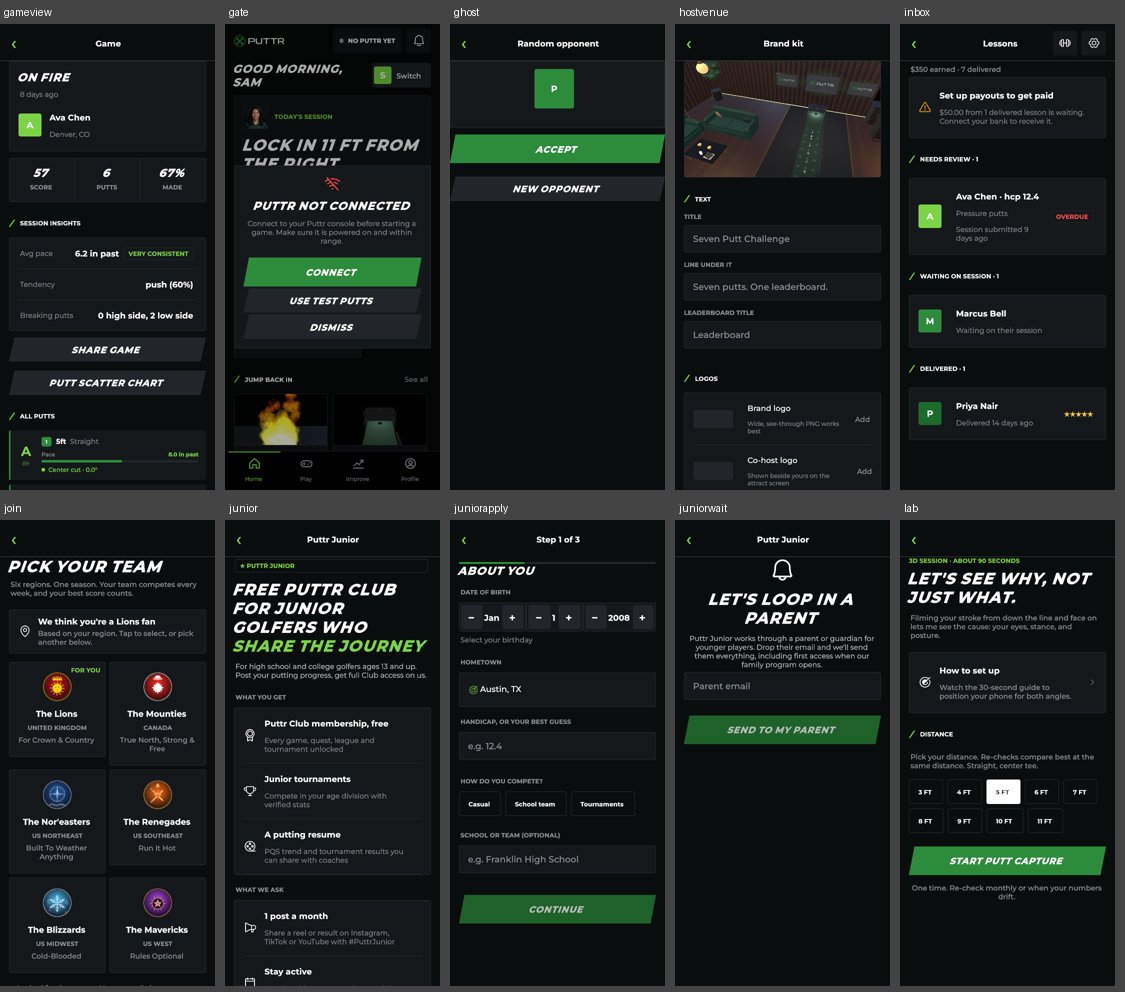 gameview
Game
ON FIRE
8 days ago
A
Ava Chen
Denver, CO
57
6
67%
SCORE
PUTTS
MADE
SESSION INSIGHTS
Avg pace
6.2 in past
VERY CONSISTENT
Tendency
push (60%)
Breaking putts
0 high side, 2 low side
SHARE GAME
PUTT SCATTER CHART
ALL PUTTS
A
1
5ft Straight
Pace
8.0 in past
Center cut · 0.0°
gate
PUTTR
NO PUTTR YET
GOOD MORNING,
SAM
S
Switch
TODAY'S SESSION
LOCK IN 11 FT FROM
THE RIGHT
PUTTR NOT CONNECTED
Connect to your Puttr console before starting a
game. Make sure it is powered on and within
range.
CONNECT
USE TEST PUTTS
DISMISS
JUMP BACK IN
See all
Home
Play
Improve
Profile
ghost
Random opponent
P
ACCEPT
NEW OPPONENT
hostvenue
Brand kit
TEXT
TITLE
Seven Putt Challenge
LINE UNDER IT
Seven putts. One leaderboard.
LEADERBOARD TITLE
Leaderboard
LOGOS
Brand logo
Wide, see-through PNG works
best
Add
Co-host logo
Shown beside yours on the
attract screen
Add
inbox
Lessons
$350 earned · 7 delivered
Set up payouts to get paid
$50.00 from 1 delivered lesson is waiting.
Connect your bank to receive it.
NEEDS REVIEW · 1
A
Ava Chen · hcp 12.4
Pressure putts
Session submitted 9
days ago
OVERDUE
WAITING ON SESSION · 1
M
Marcus Bell
Waiting on their session
DELIVERED · 1
P
Priya Nair
Delivered 14 days ago
★★★★★
join
PICK YOUR TEAM
Six regions. One season. Your team competes every
week, and your best score counts.
We think you're a Lions fan
Based on your region. Tap to select, or pick
another below.
FOR YOU
The Lions
UNITED KINGDOM
For Crown & Country
The Mounties
CANADA
True North, Strong &
Free
The Nor'easters
US NORTHEAST
Built To Weather
Anything
The Renegades
US SOUTHEAST
Run It Hot
The Blizzards
US MIDWEST
Cold-Blooded
The Mavericks
US WEST
Rules Optional
junior
Puttr Junior
★ PUTTR JUNIOR
FREE PUTTR CLUB
FOR JUNIOR
GOLFERS WHO
SHARE THE JOURNEY
For high school and college golfers ages 13 and up.
Post your putting progress, get full Club access on us.
WHAT YOU GET
Puttr Club membership, free
Every game, quest, league and
tournament unlocked
Junior tournaments
Compete in your age division with
verified stats
A putting resume
PQS trend and tournament results you
can share with coaches
WHAT WE ASK
1 post a month
Share a reel or result on Instagram,
TikTok or YouTube with #PuttrJunior
Stay active
juniorapply
Step 1 of 3
ABOUT YOU
DATE OF BIRTH
− Jan +
− 1 +
− 2008 +
Select your birthday
HOMETOWN
Austin, TX
HANDICAP, OR YOUR BEST GUESS
e.g. 12.4
HOW DO YOU COMPETE?
Casual
School team
Tournaments
SCHOOL OR TEAM (OPTIONAL)
e.g. Franklin High School
CONTINUE
juniorwait
Puttr Junior
LET'S LOOP IN A
PARENT
Puttr Junior works through a parent or guardian for
younger players. Drop their email and we'll send
them everything, including first access when our
family program opens.
Parent email
SEND TO MY PARENT
lab
3D SESSION · ABOUT 90 SECONDS
LET'S SEE WHY, NOT
JUST WHAT.
Filming your stroke from down the line and face on
lets me see the cause: your eyes, stance, and
posture.
How to set up
Watch the 30-second guide to
position your phone for both angles.
DISTANCE
Pick your distance. Re-checks compare best at the
same distance. Straight, center tee.
3 FT
4 FT
5 FT
6 FT
7 FT
8 FT
9 FT
10 FT
11 FT
START PUTT CAPTURE
One time. Re-check monthly or when your numbers
drift.